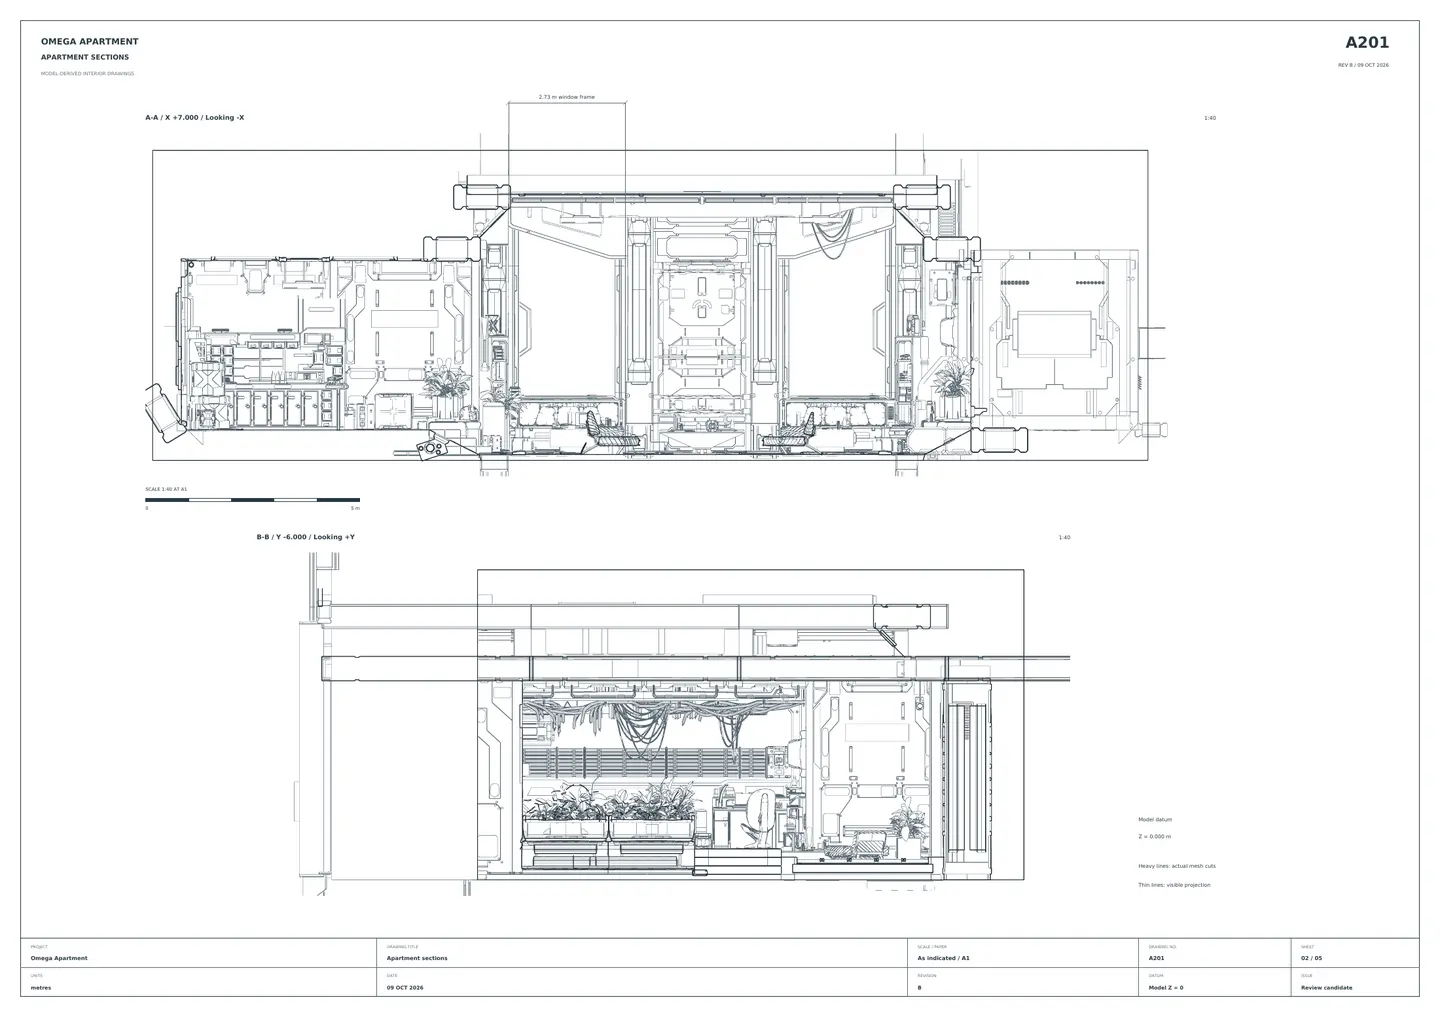 OMEGA APARTMENT
APARTMENT SECTIONS
MODEL-DERIVED INTERIOR DRAWINGS
A201
REV B / 09 OCT 2026
2.73 m window frame
A-A / X +7.000 / Looking -X
1:40
SCALE 1:40 AT A1
0
5 m
B-B / Y -6.000 / Looking +Y
1:40
Model datum
Z = 0.000 m
Heavy lines: actual mesh cuts
Thin lines: visible projection
PROJECT
Omega Apartment
DRAWING TITLE
Apartment sections
SCALE / PAPER
As indicated / A1
DRAWING NO.
A201
SHEET
02 / 05
UNITS
metres
DATE
09 OCT 2026
REVISION
B
DATUM
Model Z = 0
ISSUE
Review candidate